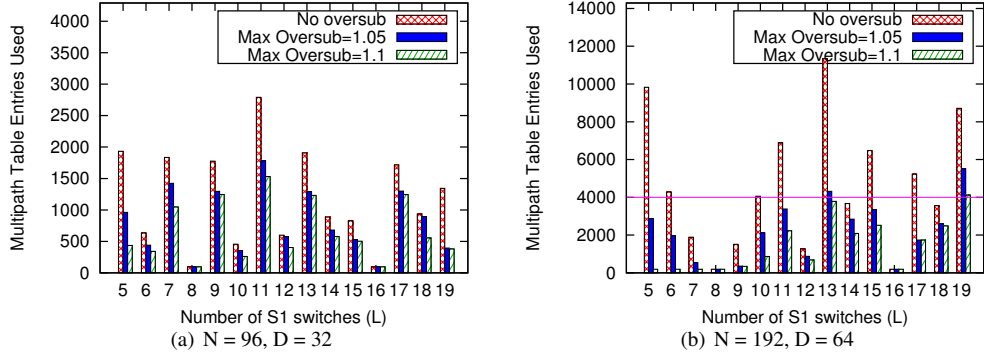 Multipath Table Entries Used
4000
3500
3000
2500
2000
1500
1000
500
0
No oversub
Max Oversub=1.05
Max Oversub=1.1
5 6 7 8 9 10 11 12 13 14 15 16 17 18 19
Number of S1 switches (L)
(a) N = 96, D = 32
Multipath Table Entries Used
14000
12000
10000
8000
6000
4000
2000
0
No oversub
Max Oversub=1.05
Max Oversub=1.1
5 6 7 8 9 10 11 12 13 14 15 16 17 18 19
Number of S1 switches (L)
(b) N = 192, D = 64